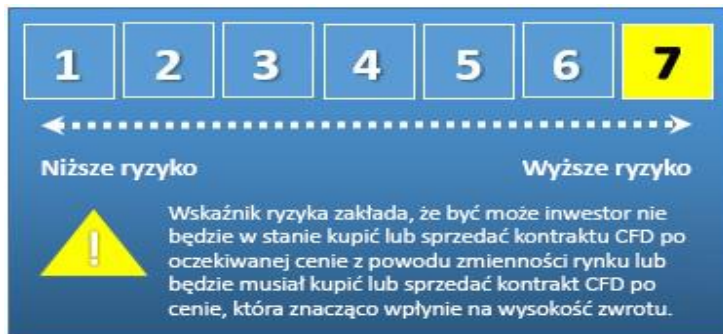 1 2 3 4 5 6 7
Niższe ryzyko Wyższe ryzyko
!
Wskaźnik ryzyka zakłada, że być może inwestor nie
będzie w stanie kupić lub sprzedać kontraktu CFD po
oczekiwanej cenie z powodu zmienności rynku lub
będzie musiał kupić lub sprzedać kontrakt CFD po
cenie, która znacząco wpłynie na wysokość zwrotu.